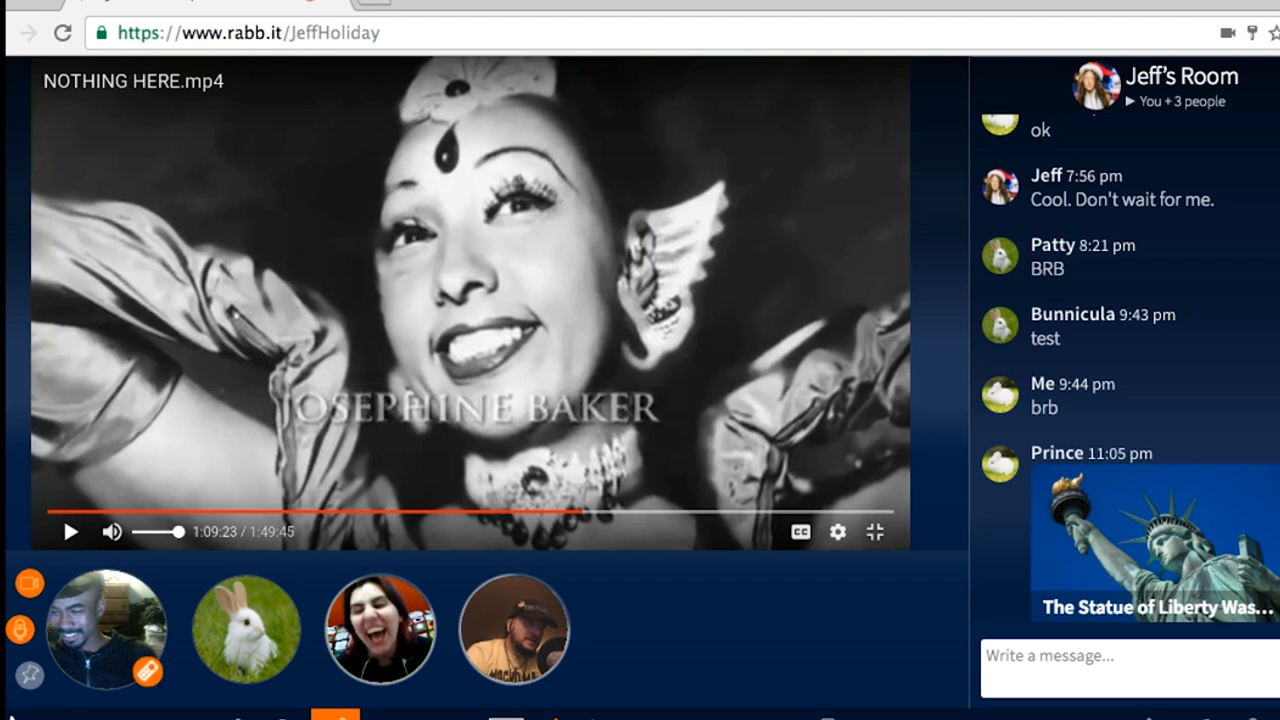 https://www.rabb.it/JeffHoliday
NOTHING HERE.mp4
JOSEPHINE BAKER
1:09:23 / 1:49:45
CC
Jeff's Room
You + 3 people
ok
Jeff 7:56 pm
Cool. Don't wait for me.
Patty 8:21 pm
BRB
Bunnicula 9:43 pm
test
Me 9:44 pm
brb
Prince 11:05 pm
The Statue of Liberty Was...
Write a message...